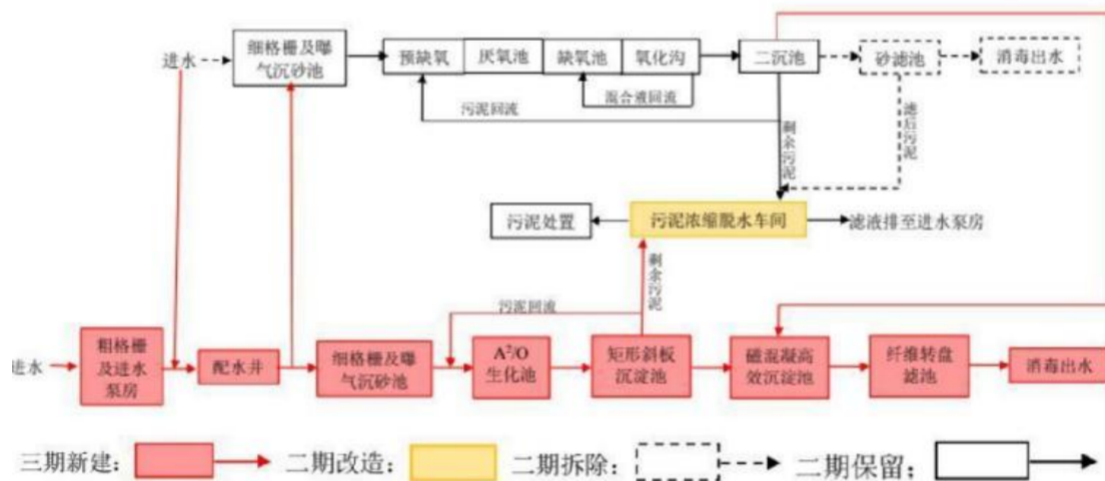 进水
细格栅及曝
气沉砂池
预缺氧
厌氧池
缺氧池
氧化沟
二沉池
砂滤池
消毒出水
混合液回流
污泥回流
剩余污泥
滤后污泥
污泥处置
污泥浓缩脱水车间
滤液排至进水泵房
剩余污泥
污泥回流
进水
粗格栅
及进水
泵房
配水井
细格栅及曝
气沉砂池
A²/O
生化池
矩形斜板
沉淀池
磁混凝高
效沉淀池
纤维转盘
滤池
消毒出水
三期新建：
二期改造：
二期拆除：
二期保留：